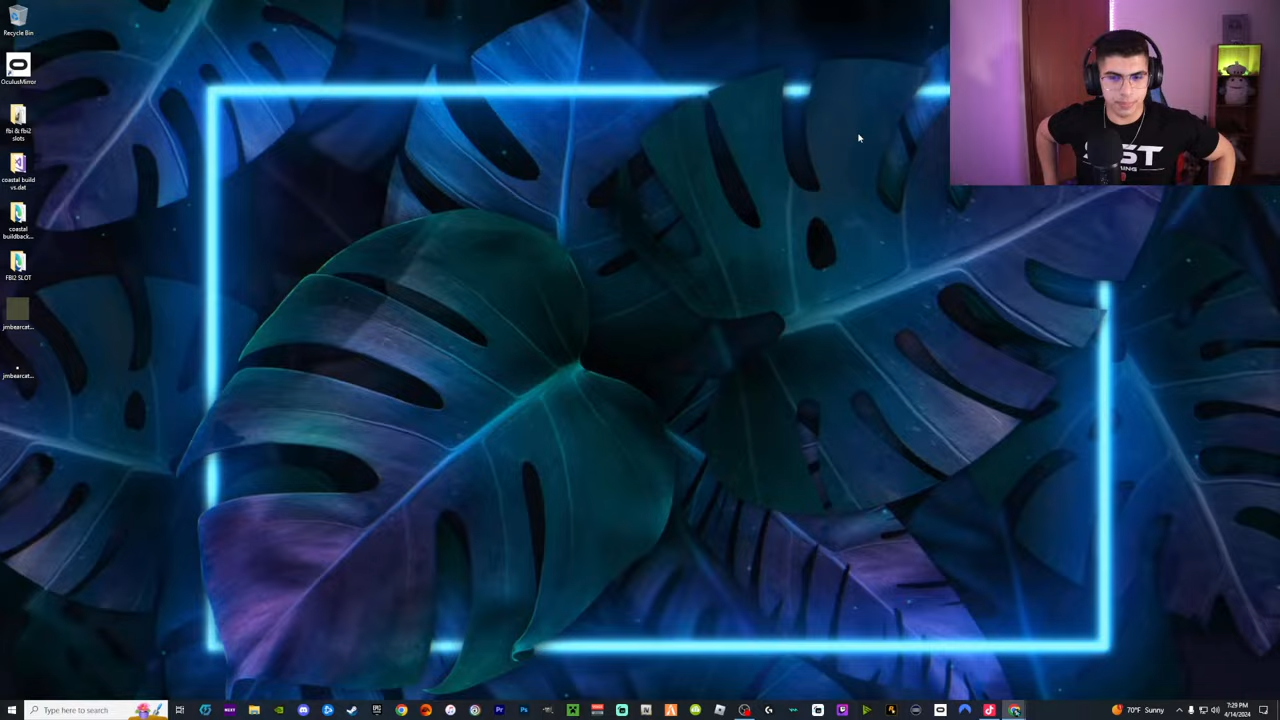 Recycle Bin
OculusMirror
fbi & fbi2
slots
coastal build
vs.dat
coastal
buildback...
FBI2 SLOT
jmbearcat...
jmbearcat...
Type here to search
70°F Sunny
7:29 PM
4/14/2024